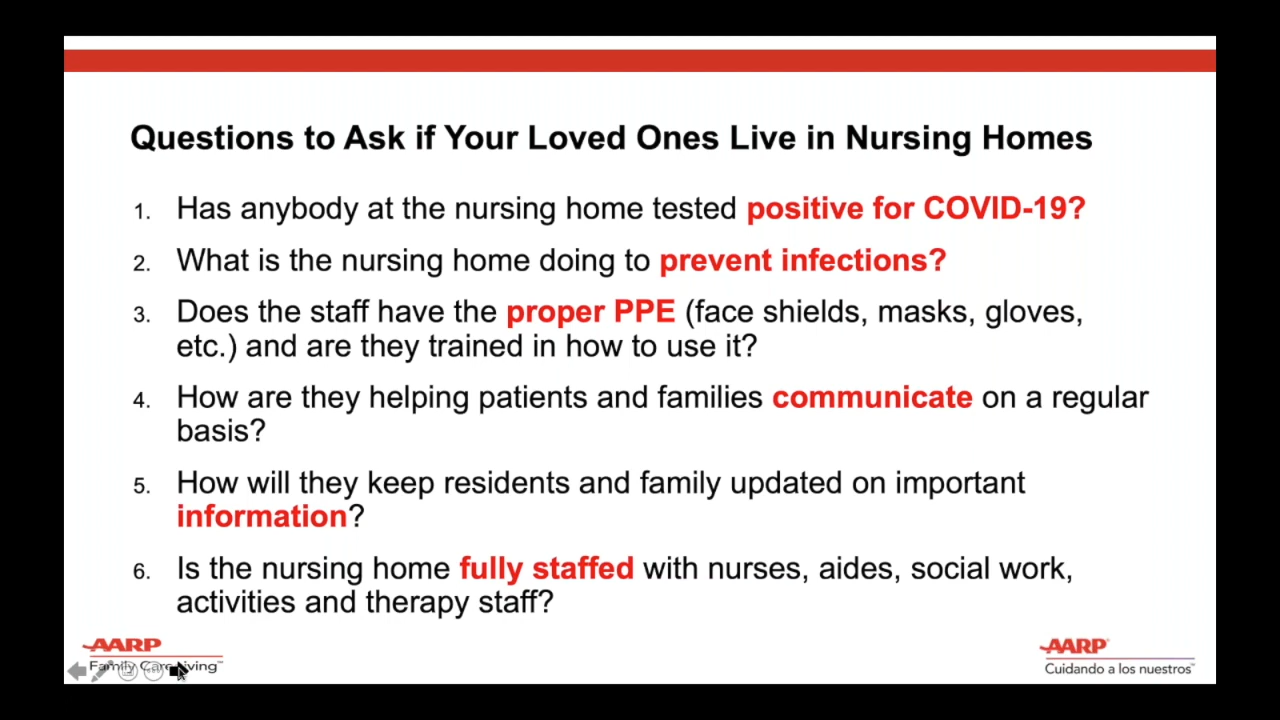 Questions to Ask if Your Loved Ones Live in Nursing Homes
1. Has anybody at the nursing home tested positive for COVID-19?
2. What is the nursing home doing to prevent infections?
3. Does the staff have the proper PPE (face shields, masks, gloves,
etc.) and are they trained in how to use it?
4. How are they helping patients and families communicate on a regular
basis?
5. How will they keep residents and family updated on important
information?
6. Is the nursing home fully staffed with nurses, aides, social work,
activities and therapy staff?
AARP
Family Caregiving™
AARP®
Cuidando a los nuestros™